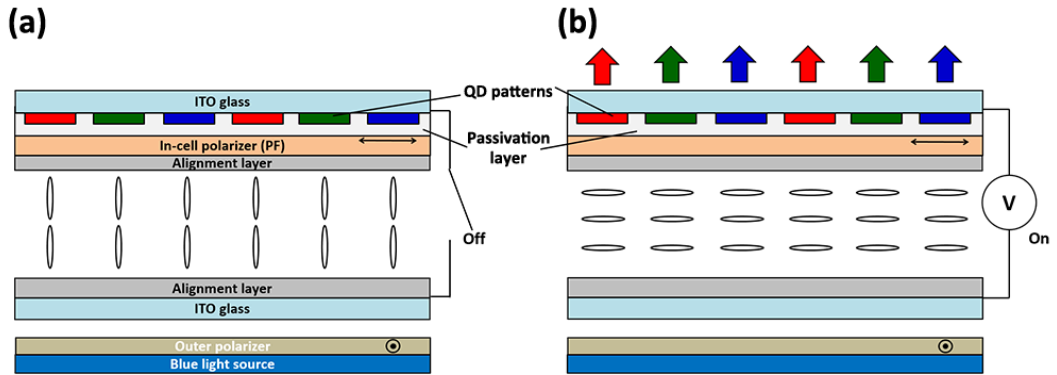 (a)
(b)
ITO glass
QD patterns
Passivation
layer
In-cell polarizer (PF)
Alignment layer
V
Off
On
Alignment layer
ITO glass
Outer polarizer
Blue light source